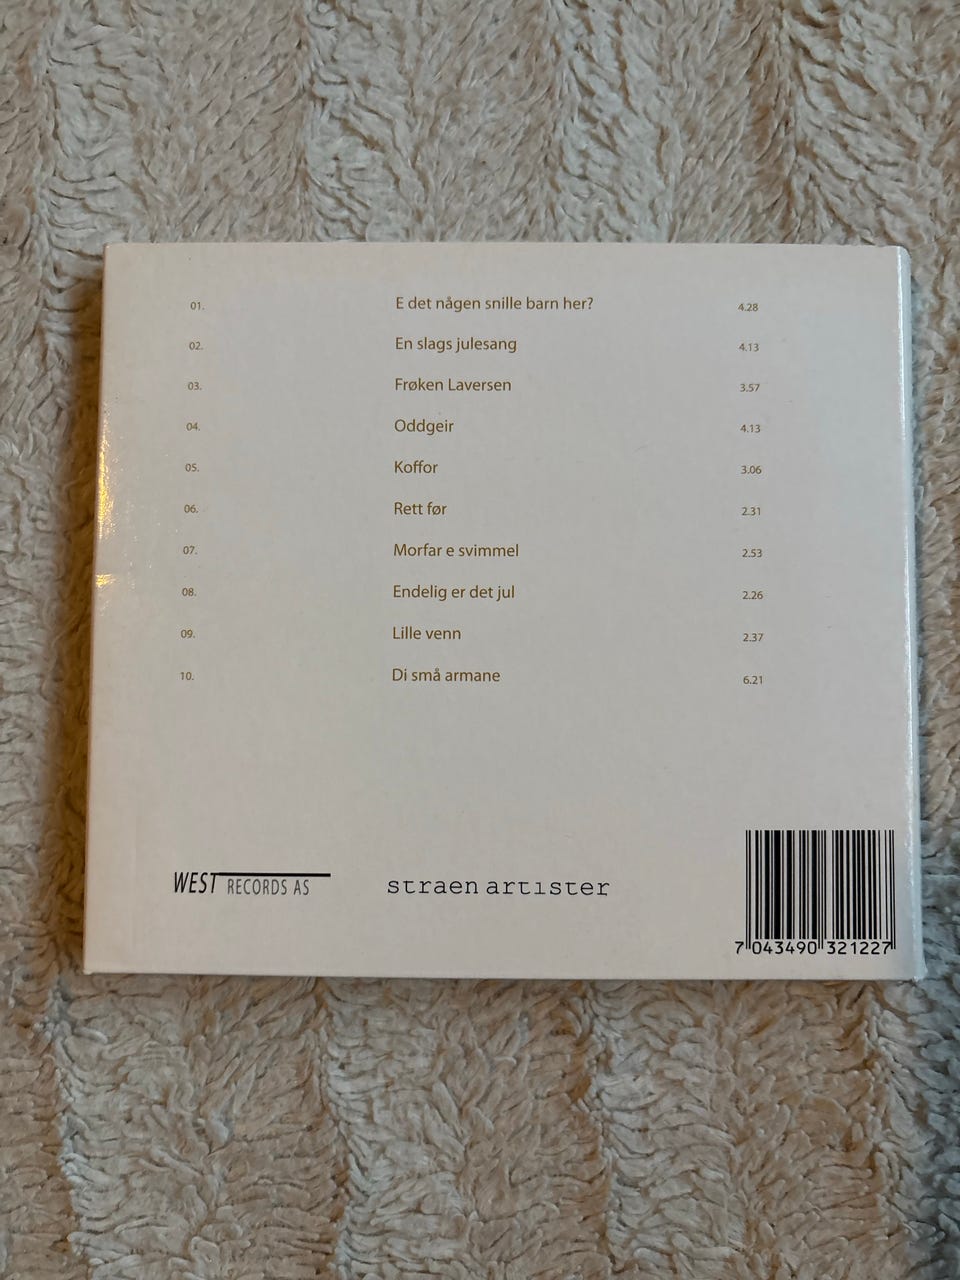 01. E det någen snille barn her? 4.28
02. En slags julesang 4.13
03. Frøken Laversen 3.57
04. Oddgeir 4.13
05. Koffor 3.06
06. Rett før 2.31
07. Morfar e svimmel 2.53
08. Endelig er det jul 2.26
09. Lille venn 2.37
10. Di små armane 6.21
WEST RECORDS AS straen artister
7 043490 321227